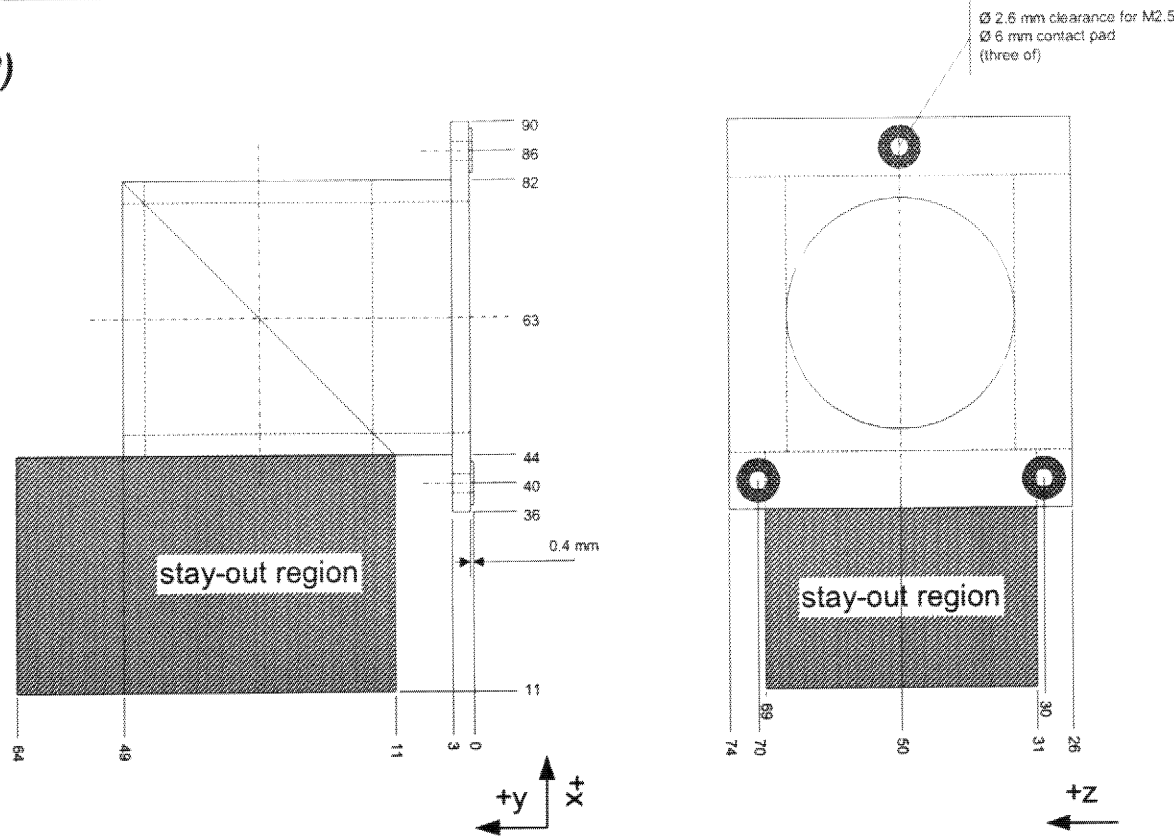 Ø 2.6 mm clearance for M2.5
Ø 6 mm contact pad
(three of)
)
90
86
82
63
44
40
36
0.4 mm
stay-out region
stay-out region
11
64
49
11
3
0
74
70
69
50
31
30
26
+y
+x
+z